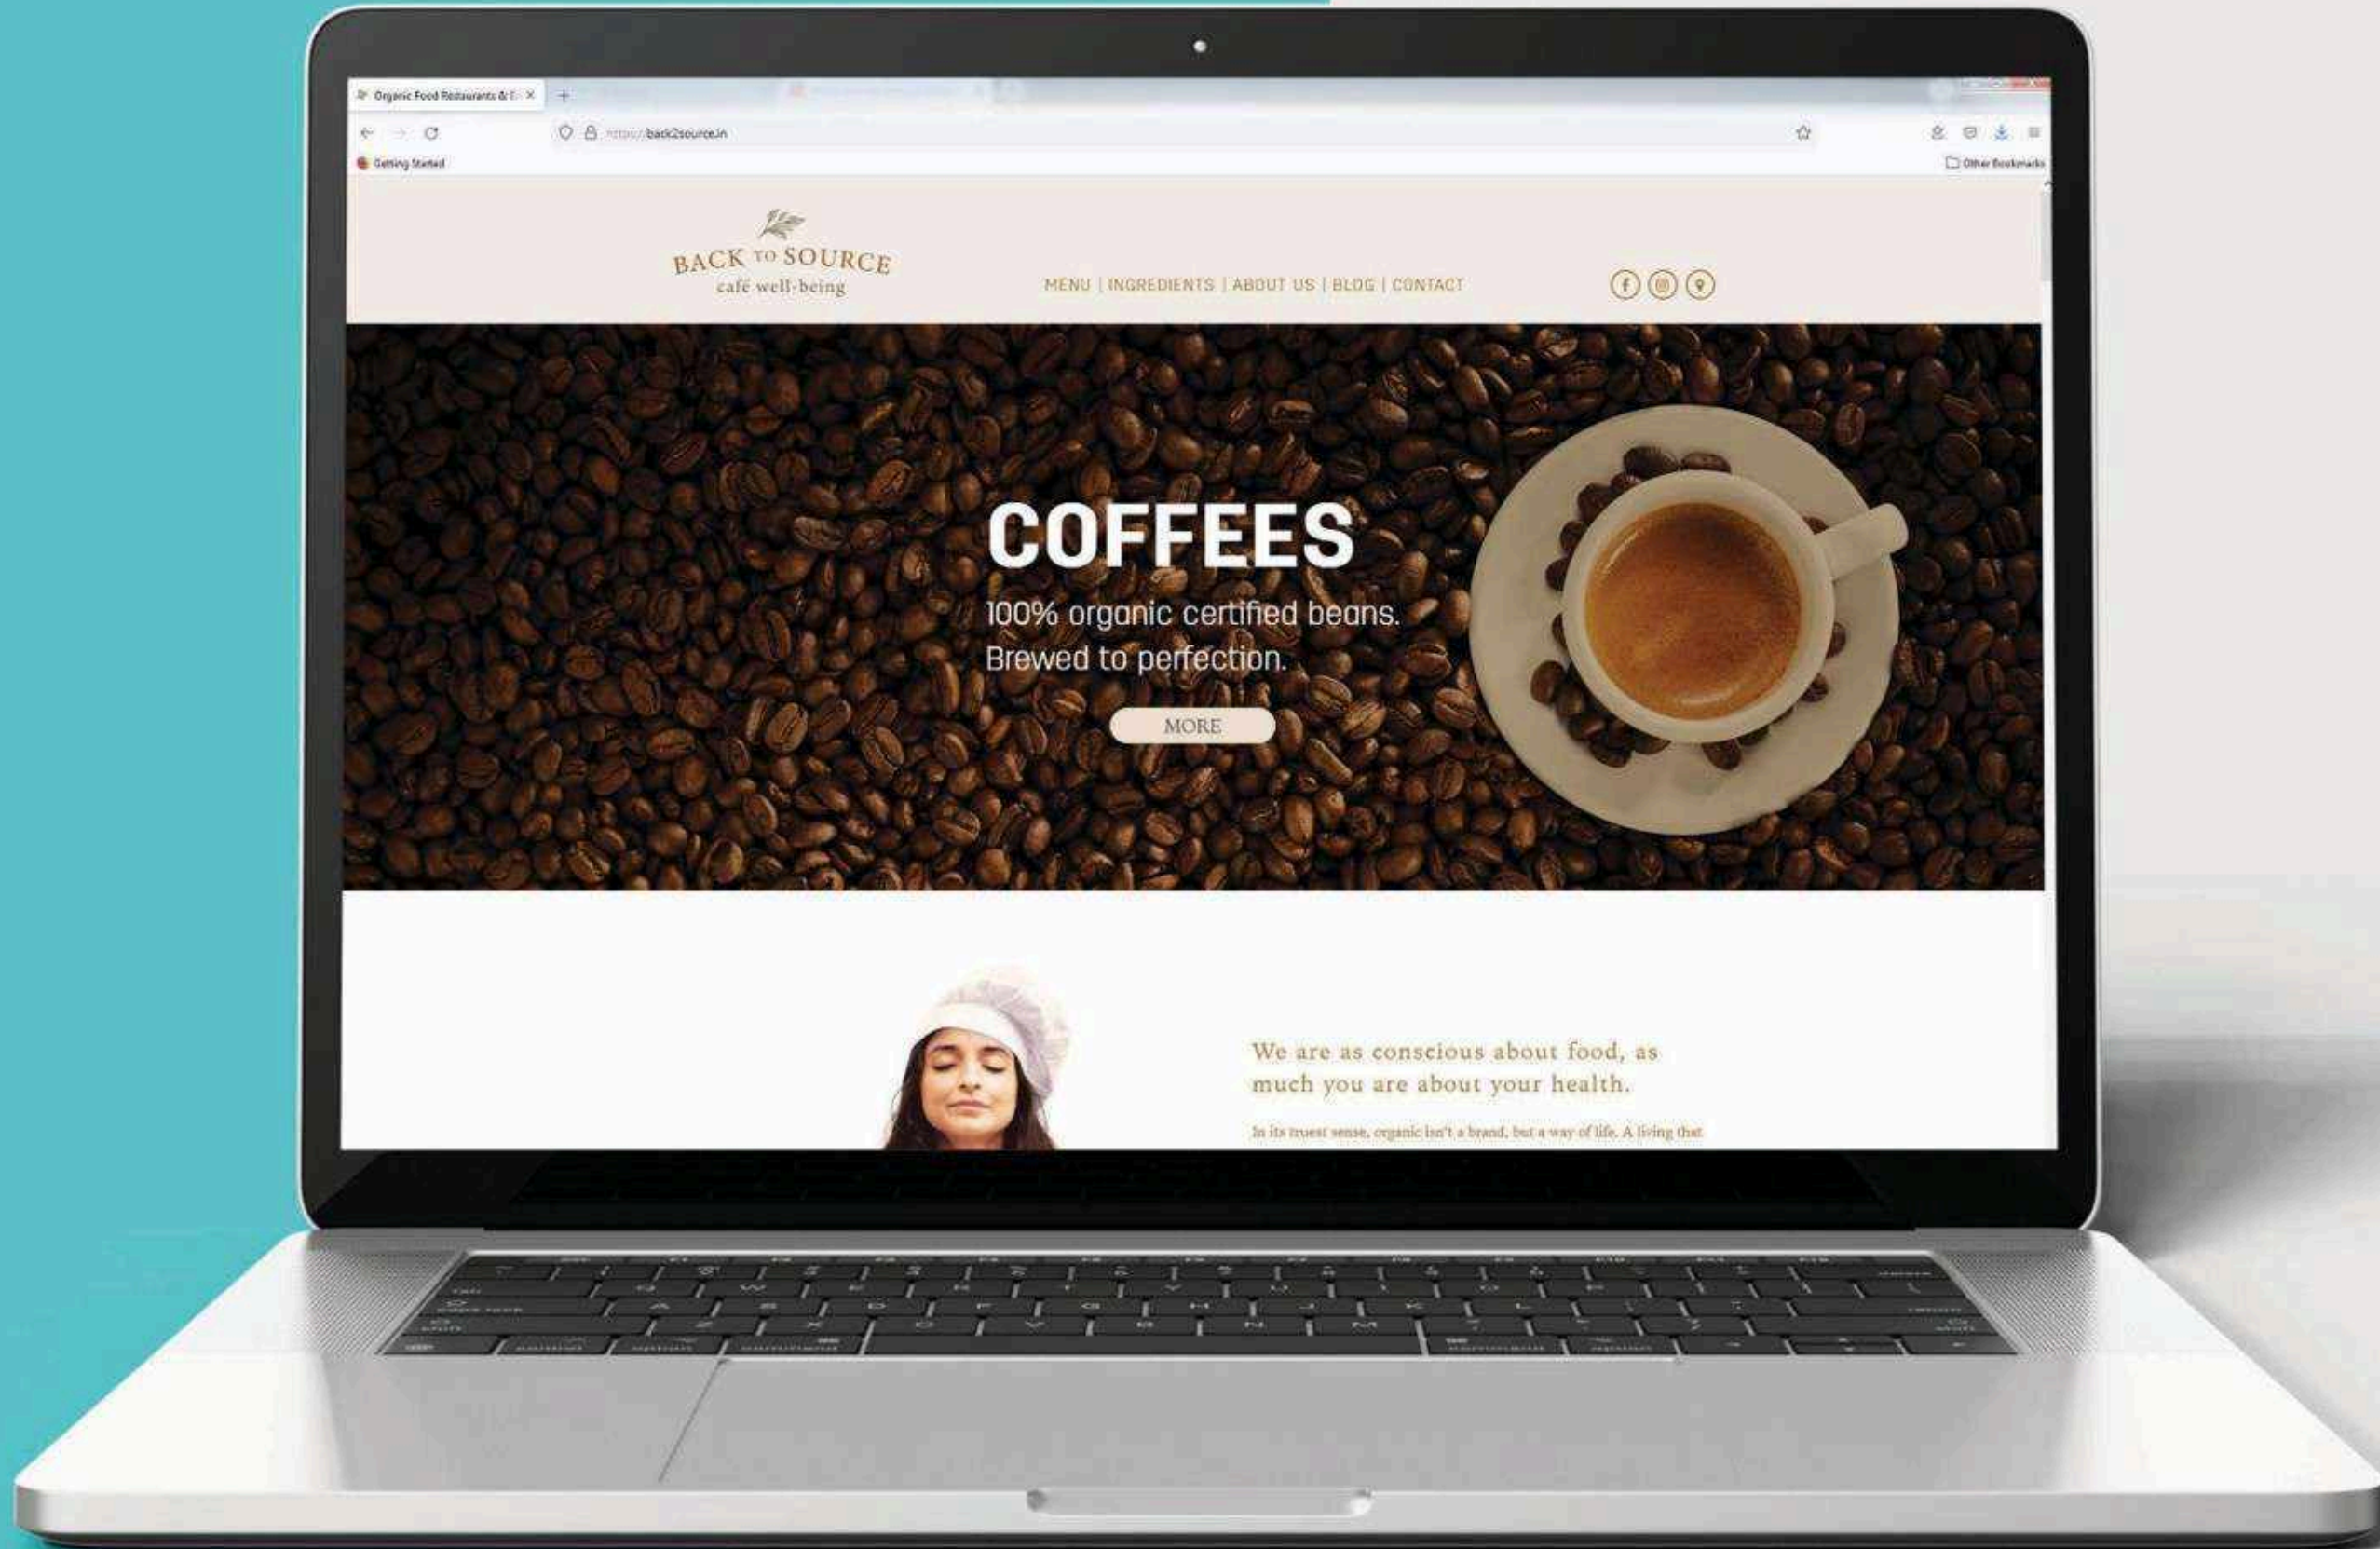 Organic Food Restaurants &
https://back2source.in
Getting Started
Other Bookmarks
BACK TO SOURCE
café well-being
MENU | INGREDIENTS | ABOUT US | BLOG | CONTACT
COFFEES
100% organic certified beans.
Brewed to perfection.
MORE
We are as conscious about food, as
much you are about your health.
In its truest sense, organic isn't a brand, but a way of life. A living that